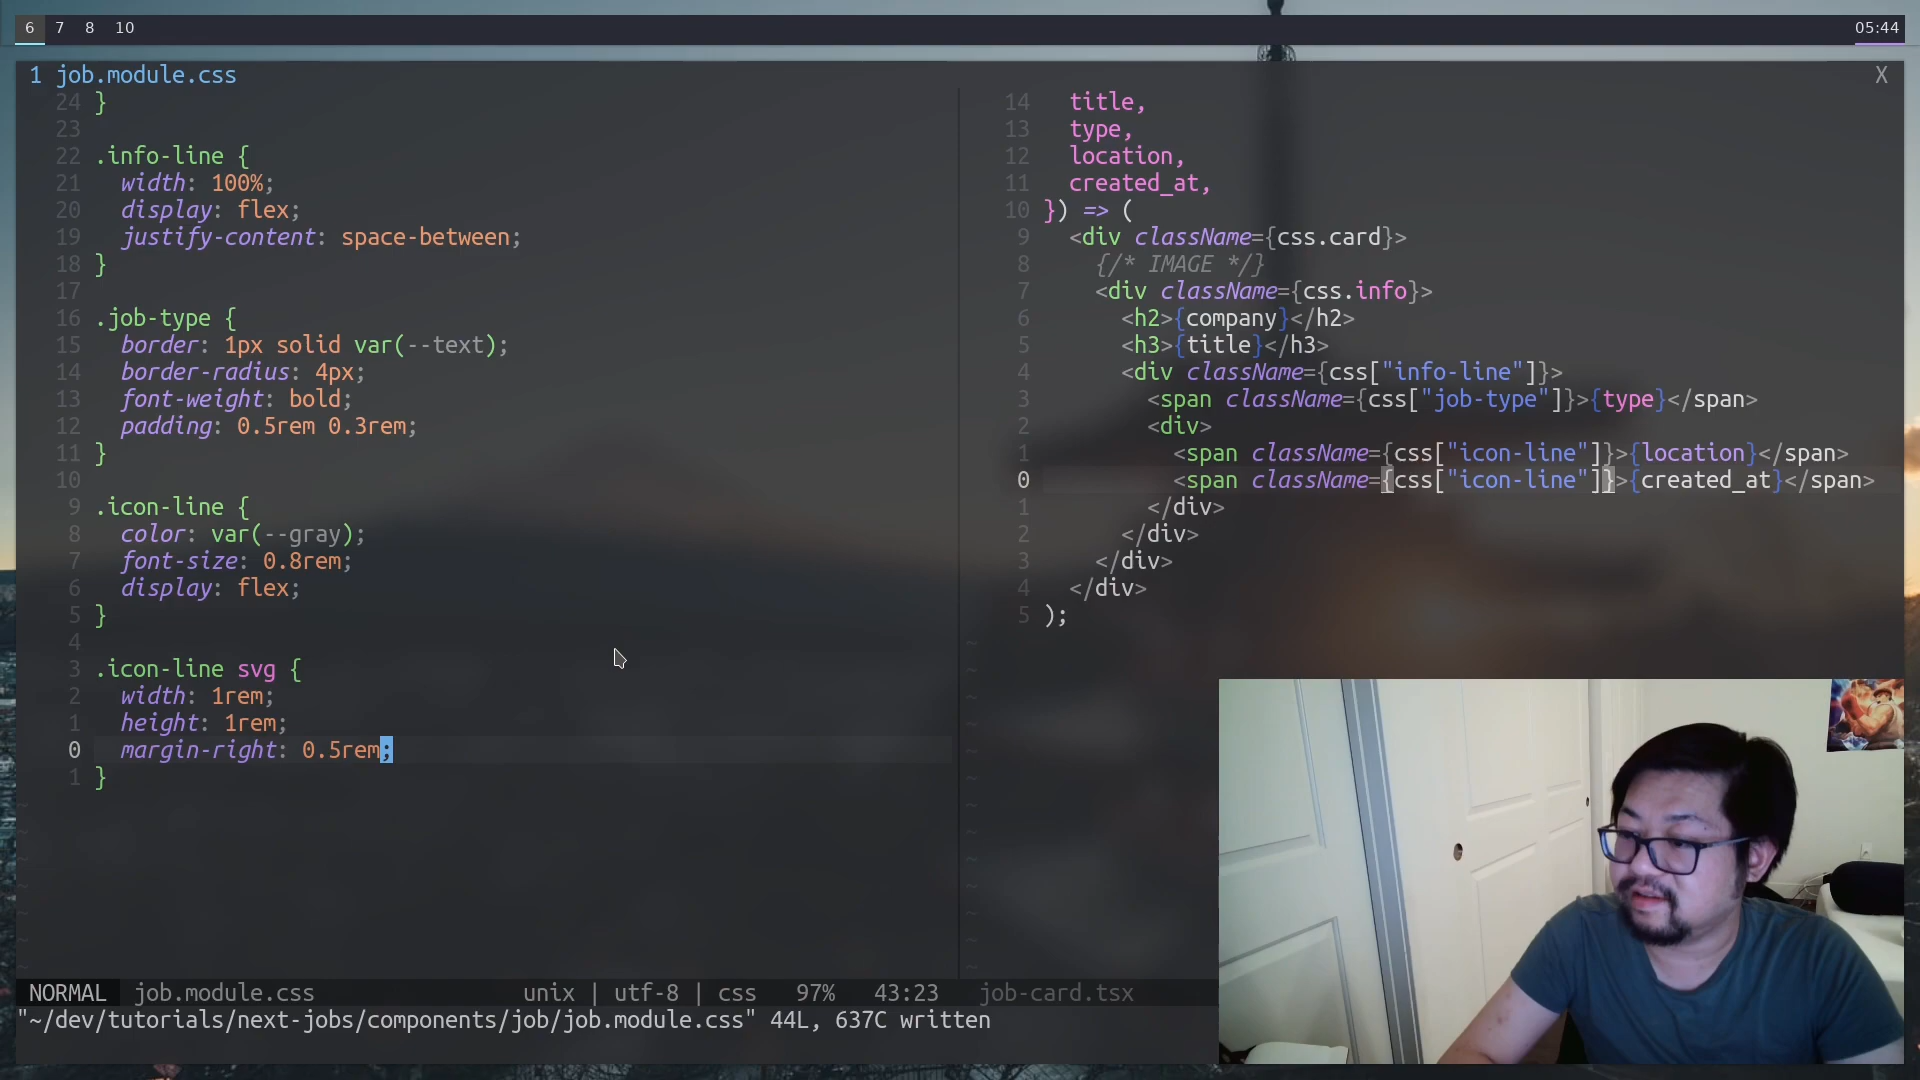 6 7 8 10 05:44
1 job.module.css X
24 }
23
22 .info-line {
21 width: 100%;
20 display: flex;
19 justify-content: space-between;
18 }
17
16 .job-type {
15 border: 1px solid var(--text);
14 border-radius: 4px;
13 font-weight: bold;
12 padding: 0.5rem 0.3rem;
11 }
10
9 .icon-line {
8 color: var(--gray);
7 font-size: 0.8rem;
6 display: flex;
5 }
4
3 .icon-line svg {
2 width: 1rem;
1 height: 1rem;
0 margin-right: 0.5rem;
1 }
14 title,
13 type,
12 location,
11 created_at,
10 }) => (
9 <div className={css.card}>
8 {/* IMAGE */}
7 <div className={css.info}>
6 <h2>{company}</h2>
5 <h3>{title}</h3>
4 <div className={css["info-line"]}>
3 <span className={css["job-type"]}>{type}</span>
2 <div>
1 <span className={css["icon-line"]}>{location}</span>
0 <span className={css["icon-line"]}>{created_at}</span>
1 </div>
2 </div>
3 </div>
4 </div>
5 );
NORMAL job.module.css unix | utf-8 | css 97% 43:23 job-card.tsx
"~/dev/tutorials/next-jobs/components/job/job.module.css" 44L, 637C written